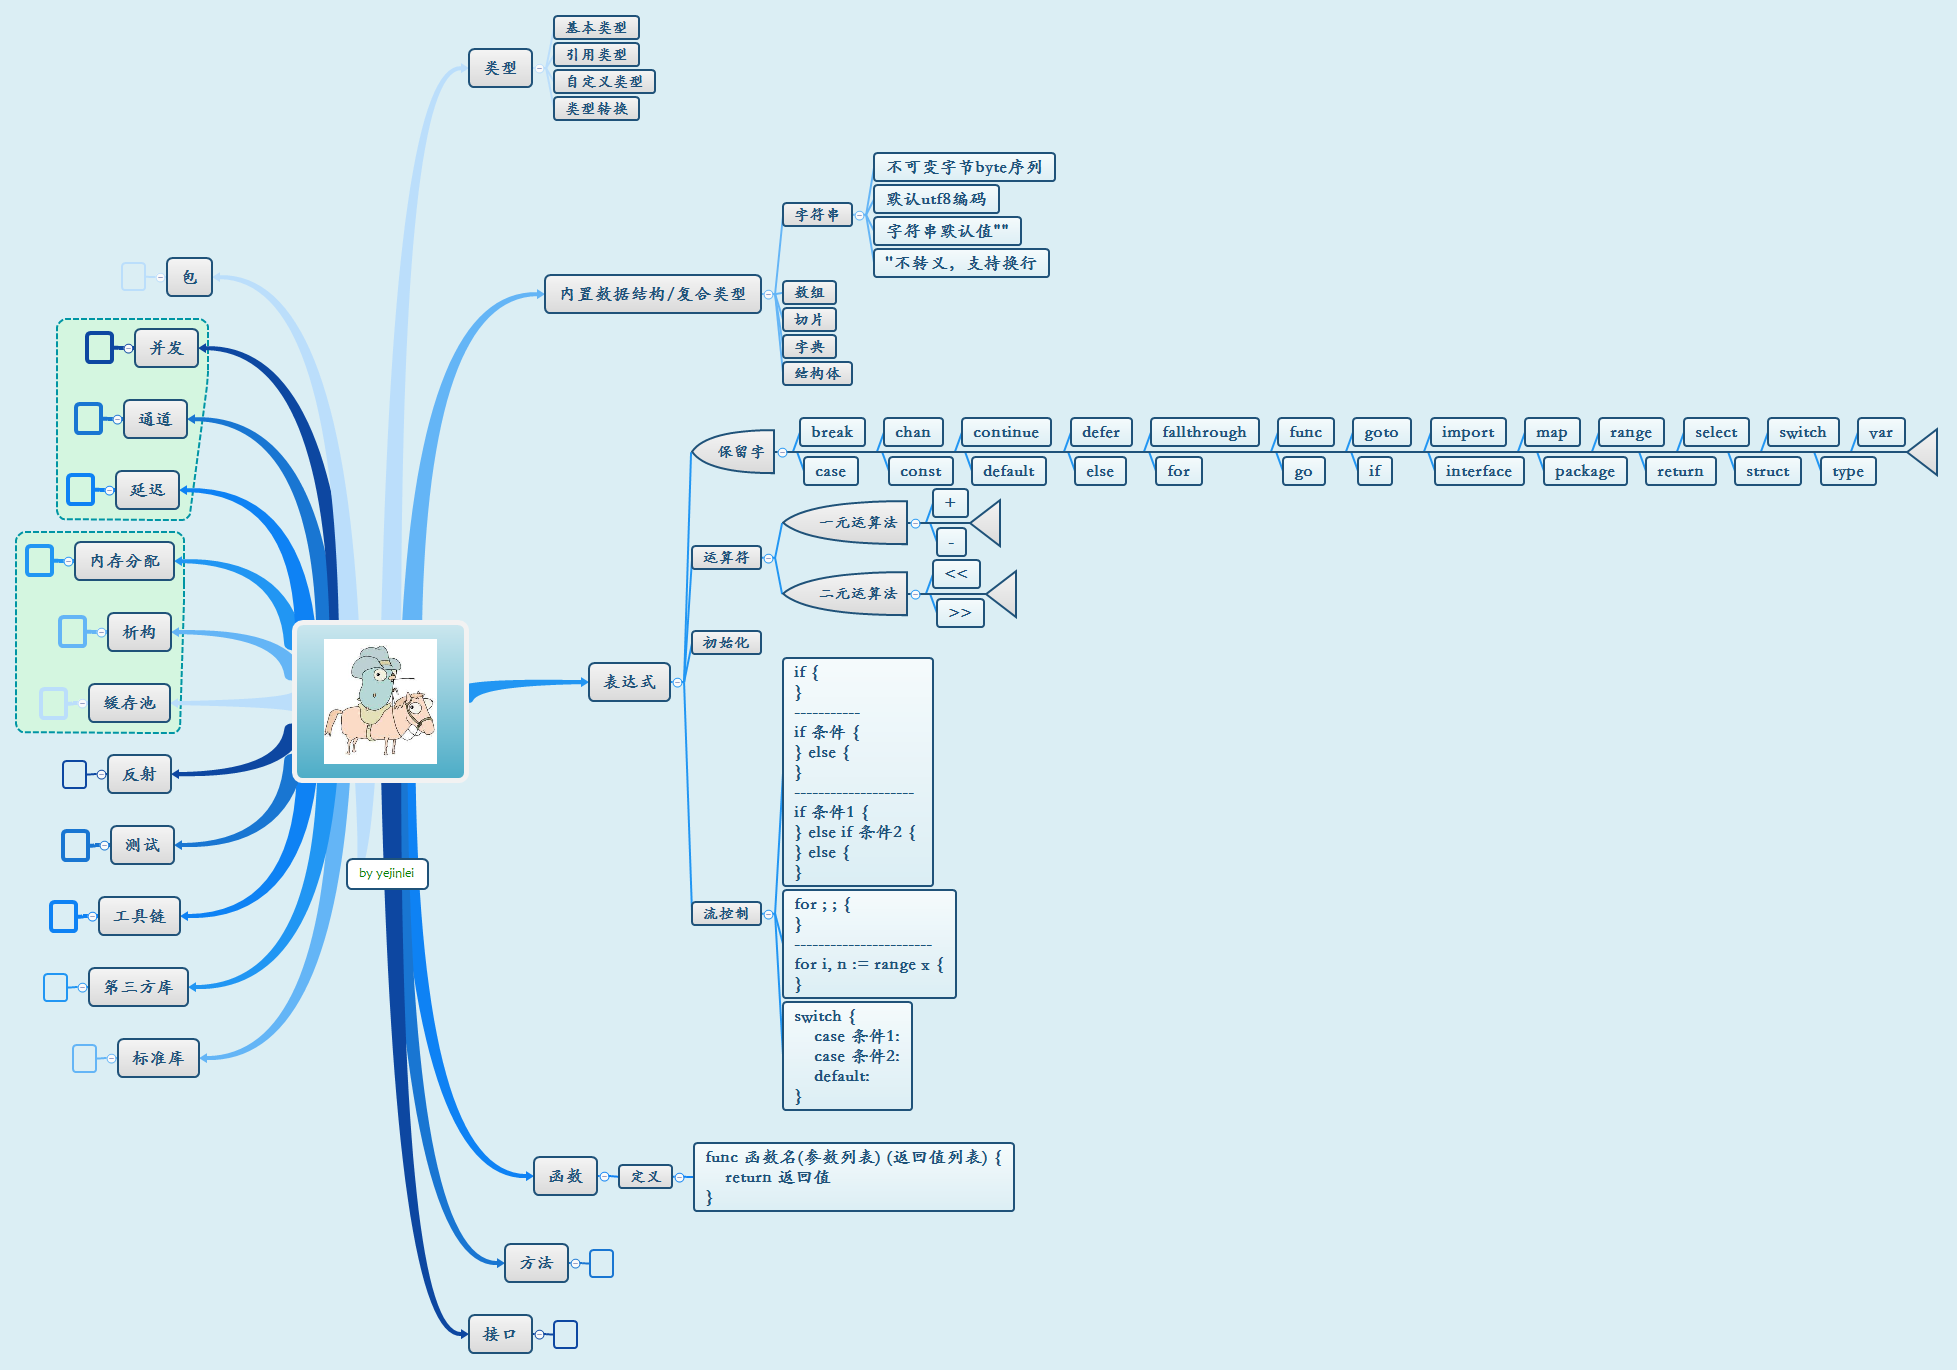 类型
基本类型
引用类型
自定义类型
类型转换
内置数据结构/复合类型
字符串
不可变字节byte序列
默认utf8编码
字符串默认值""
"不转义，支持换行
数组
切片
字典
结构体
表达式
保留字
break
chan
continue
defer
fallthrough
func
goto
import
map
range
select
switch
var
case
const
default
else
for
go
if
interface
package
return
struct
type
运算符
一元运算法
+
-
二元运算法
<<
>>
初始化
流控制
if {
}
-----------
if 条件 {
} else {
}
--------------------
if 条件1 {
} else if 条件2 {
} else {
}
for ; ; {
}
-----------------------
for i, n := range x {
}
switch {
case 条件1:
case 条件2:
default:
}
函数
定义
func 函数名(参数列表) (返回值列表) {
return 返回值
}
方法
接口
包
并发
通道
延迟
内存分配
析构
缓存池
反射
测试
工具链
第三方库
标准库
by yejinlei